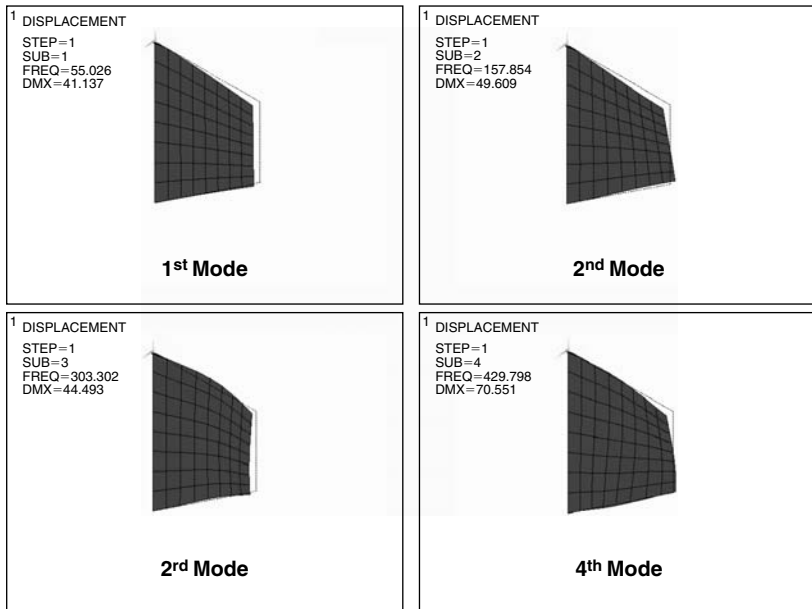 1 DISPLACEMENT
STEP=1
SUB=1
FREQ=55.026
DMX=41.137
1st Mode
1 DISPLACEMENT
STEP=1
SUB=2
FREQ=157.854
DMX=49.609
2nd Mode
1 DISPLACEMENT
STEP=1
SUB=3
FREQ=303.302
DMX=44.493
2rd Mode
1 DISPLACEMENT
STEP=1
SUB=4
FREQ=429.798
DMX=70.551
4th Mode